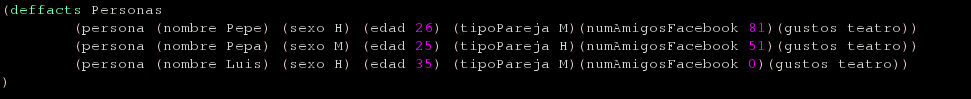 (deffacts Personas
(persona (nombre Pepe) (sexo H) (edad 26) (tipoPareja M)(numAmigosFacebook 81)(gustos teatro))
(persona (nombre Pepa) (sexo M) (edad 25) (tipoPareja H)(numAmigosFacebook 51)(gustos teatro))
(persona (nombre Luis) (sexo H) (edad 35) (tipoPareja M)(numAmigosFacebook 0)(gustos teatro))
)